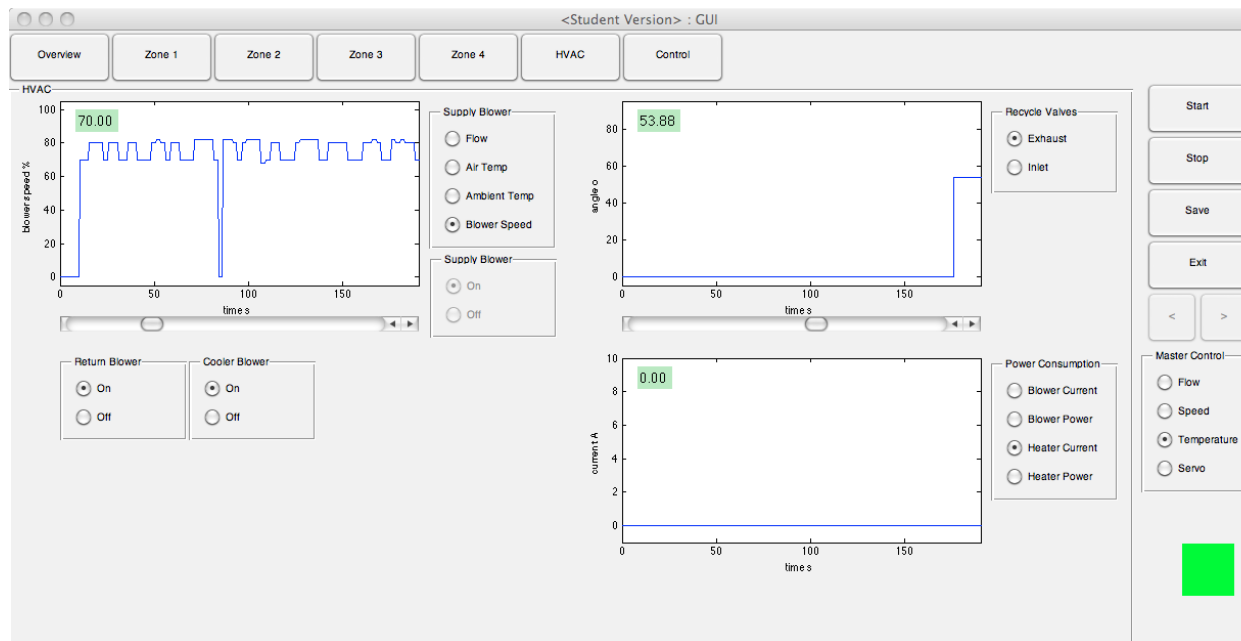 <Student Version> : GUI
Overview
Zone 1
Zone 2
Zone 3
Zone 4
HVAC
Control
HVAC
70.00
100
80
60
40
20
0
blower speed %
0
50
100
150
time s
Supply Blower
Flow
Air Temp
Ambient Temp
Blower Speed
Supply Blower
On
Off
53.88
80
60
40
20
0
angle o
0
50
100
150
time s
Recycle Valves
Exhaust
Inlet
Return Blower
On
Off
Cooler Blower
On
Off
0.00
10
8
6
4
2
0
current A
0
50
100
150
time s
Power Consumption
Blower Current
Blower Power
Heater Current
Heater Power
Start
Stop
Save
Exit
<
>
Master Control
Flow
Speed
Temperature
Servo